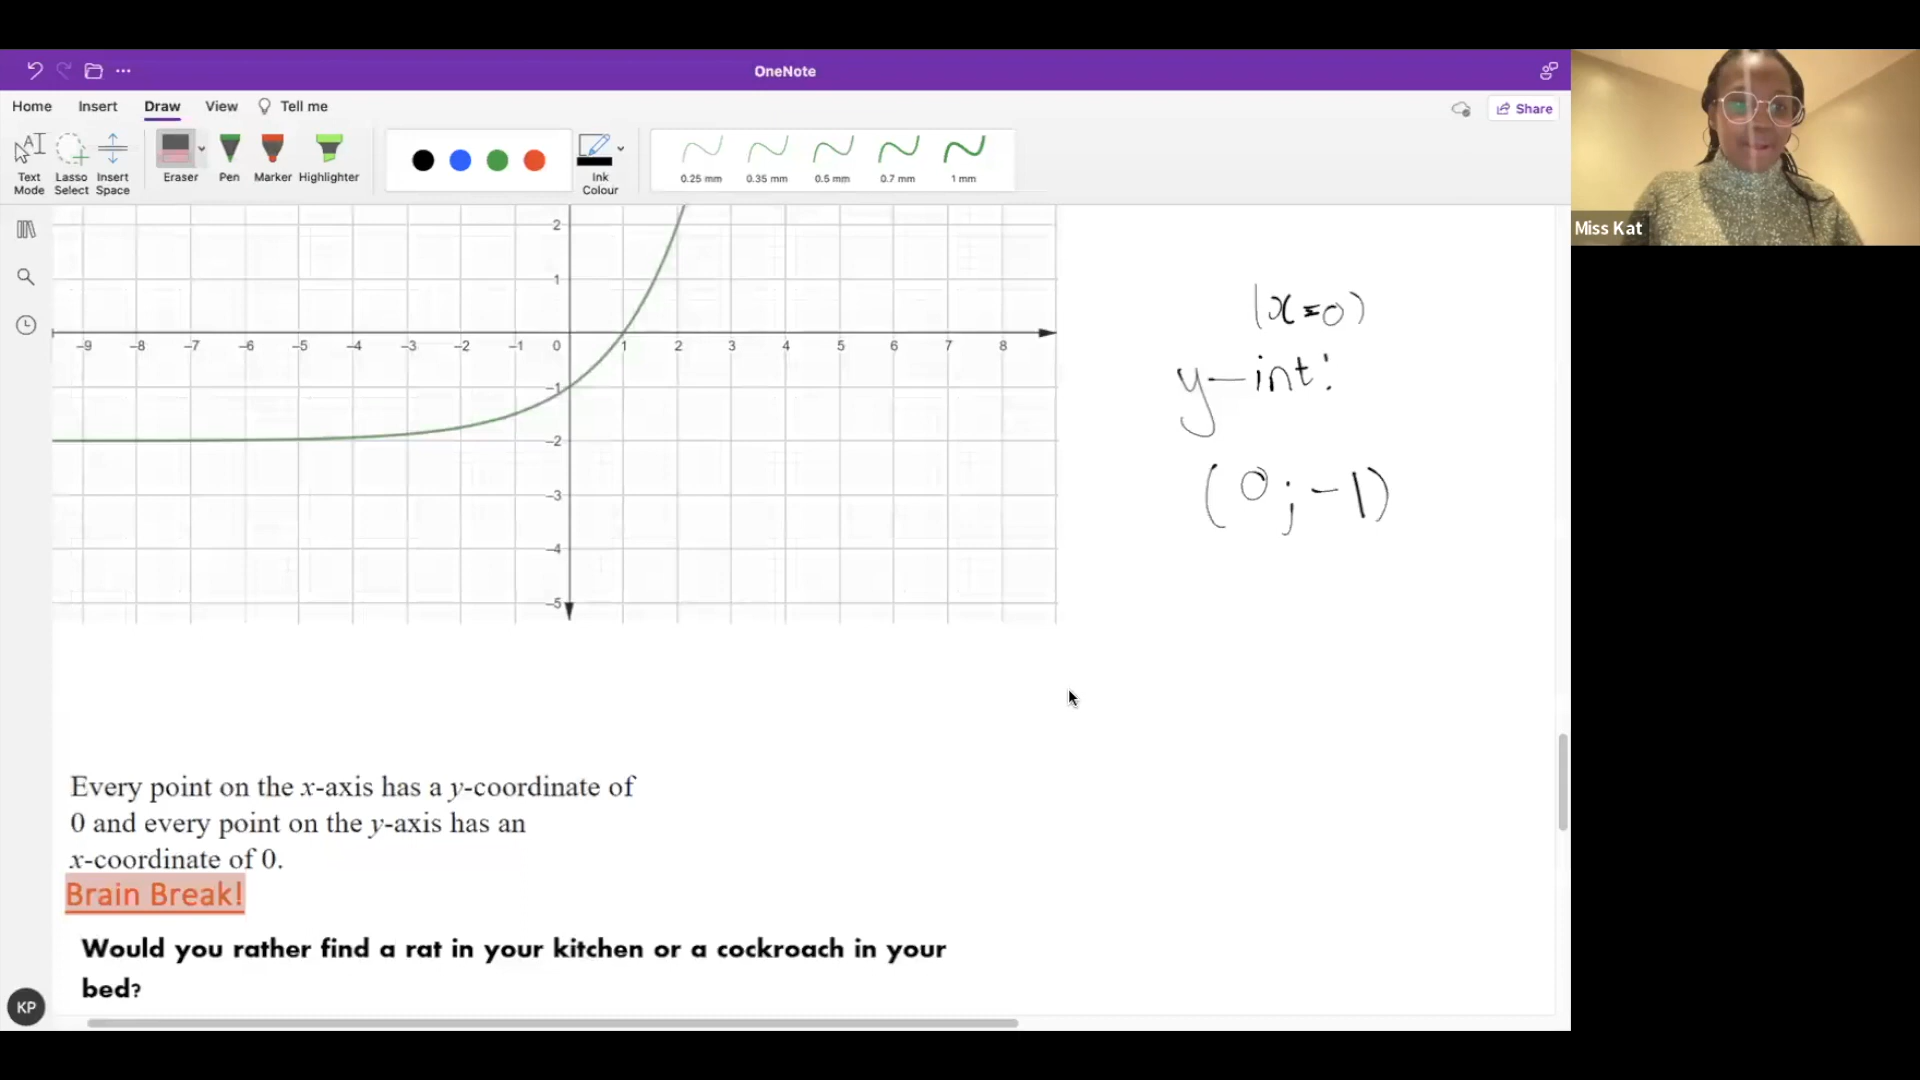 OneNote
Home Insert Draw View Tell me
Share
Text Mode
Lasso Select
Insert Space
Eraser
Pen
Marker
Highlighter
Ink Colour
0.25 mm 0.35 mm 0.5 mm 0.7 mm 1 mm
Miss Kat
2
1
−9 −8 −7 −6 −5 −4 −3 −2 −1 0 1 2 3 4 5 6 7 8
−1
−2
−3
−4
−5
(x=0)
y-int:
(0;-1)
Every point on the x-axis has a y-coordinate of
0 and every point on the y-axis has an
x-coordinate of 0.
Brain Break!
Would you rather find a rat in your kitchen or a cockroach in your
bed?
KP